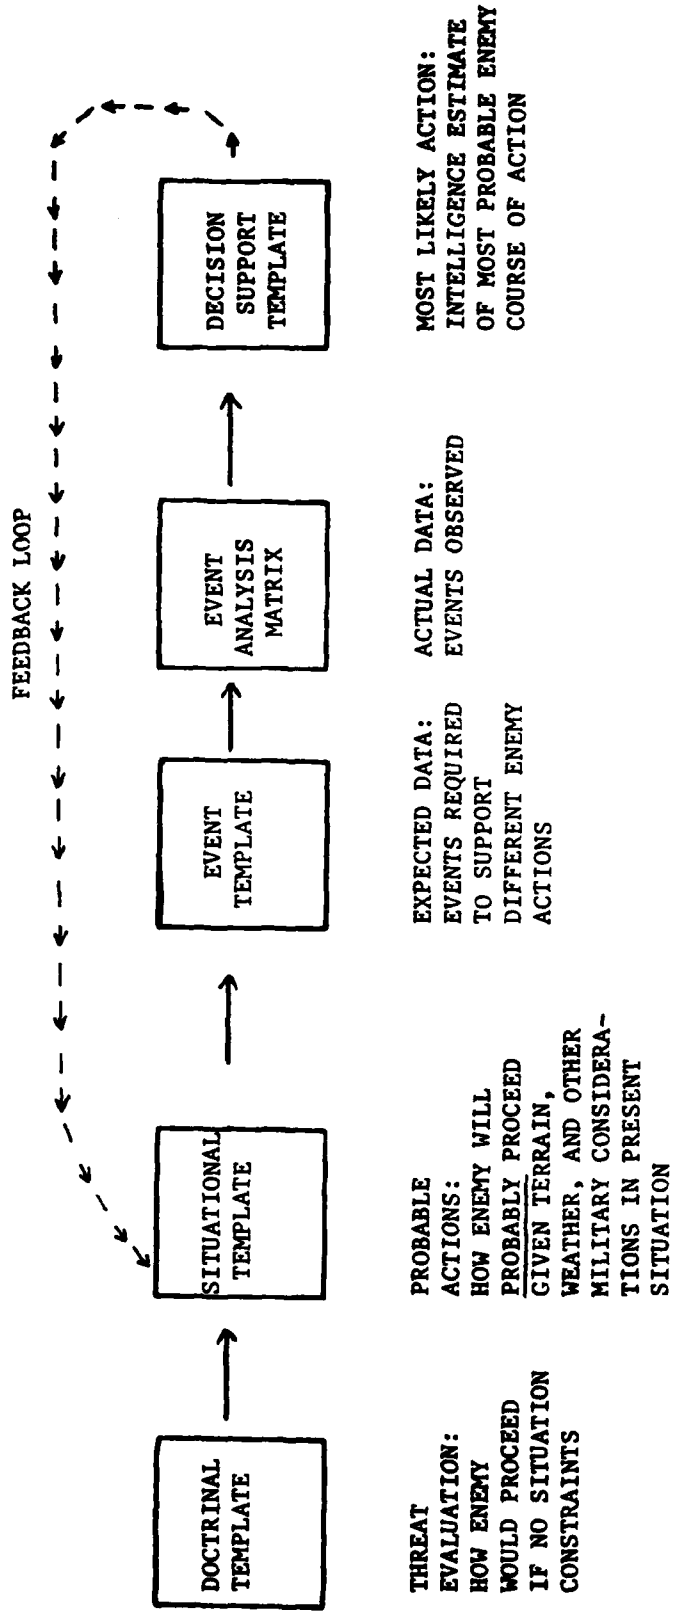 FEEDBACK LOOP
DOCTRINAL
TEMPLATE
SITUATIONAL
TEMPLATE
EVENT
TEMPLATE
EVENT
ANALYSIS
MATRIX
DECISION
SUPPORT
TEMPLATE
THREAT
EVALUATION:
HOW ENEMY
WOULD PROCEED
IF NO SITUATION
CONSTRAINTS
PROBABLE
ACTIONS:
HOW ENEMY WILL
PROBABLY PROCEED
GIVEN TERRAIN,
WEATHER, AND OTHER
MILITARY CONSIDERA-
TIONS IN PRESENT
SITUATION
EXPECTED DATA:
EVENTS REQUIRED
TO SUPPORT
DIFFERENT ENEMY
ACTIONS
ACTUAL DATA:
EVENTS OBSERVED
MOST LIKELY ACTION:
INTELLIGENCE ESTIMATE
OF MOST PROBABLE ENEMY
COURSE OF ACTION